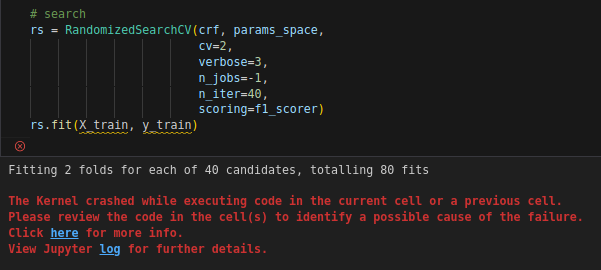 # search
rs = RandomizedSearchCV(crf, params_space,
cv=2,
verbose=3,
n_jobs=-1,
n_iter=40,
scoring=f1_scorer)
rs.fit(X_train, y_train)
Fitting 2 folds for each of 40 candidates, totalling 80 fits
The Kernel crashed while executing code in the current cell or a previous cell.
Please review the code in the cell(s) to identify a possible cause of the failure.
Click here for more info.
View Jupyter log for further details.